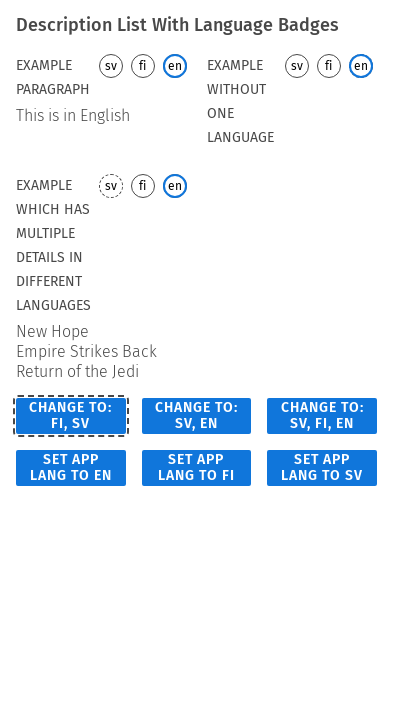 Description List With Language Badges
EXAMPLE PARAGRAPH
sv fi en
This is in English
EXAMPLE WITHOUT ONE LANGUAGE
sv fi en
EXAMPLE WHICH HAS MULTIPLE DETAILS IN DIFFERENT LANGUAGES
sv fi en
New Hope
Empire Strikes Back
Return of the Jedi
CHANGE TO: FI, SV
CHANGE TO: SV, EN
CHANGE TO: SV, FI, EN
SET APP LANG TO EN
SET APP LANG TO FI
SET APP LANG TO SV